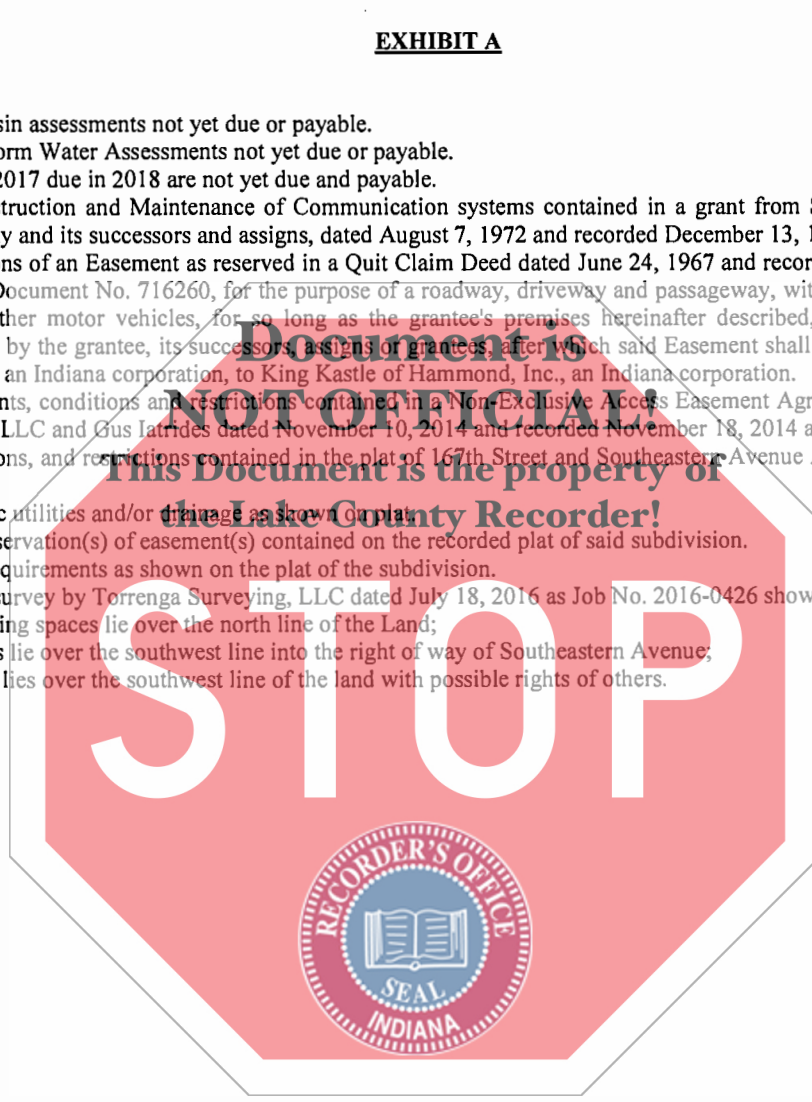 EXHIBIT A
sin assessments not yet due or payable.
orm Water Assessments not yet due or payable.
2017 due in 2018 are not yet due and payable.
struction and Maintenance of Communication systems contained in a grant from
y and its successors and assigns, dated August 7, 1972 and recorded December 13, 1
ns of an Easement as reserved in a Quit Claim Deed dated June 24, 1967 and recor
Document No. 716260, for the purpose of a roadway, driveway and passageway, wit
ther motor vehicles, for so long as the grantee's premises hereinafter described,
by the grantee, its successors, assigns or grantees, after which said Easement shall
an Indiana corporation, to King Kastle of Hammond, Inc., an Indiana corporation.
nts, conditions and restrictions contained in a Non-Exclusive Access Easement Agr
LLC and Gus Iatrides dated November 10, 2014 and recorded November 18, 2014 a
ons, and restrictions contained in the plat of 167th Street and Southeastern Avenue
c utilities and/or drainage as shown on plat.
servation(s) of easement(s) contained on the recorded plat of said subdivision.
quirements as shown on the plat of the subdivision.
urvey by Torrenga Surveying, LLC dated July 18, 2016 as Job No. 2016-0426 show
ing spaces lie over the north line of the Land;
s lie over the southwest line into the right of way of Southeastern Avenue;
lies over the southwest line of the land with possible rights of others.
Document is
NOT OFFICIAL!
This Document is the property of
the Lake County Recorder!
STOP
RECORDER'S OFFICE
SEAL
INDIANA